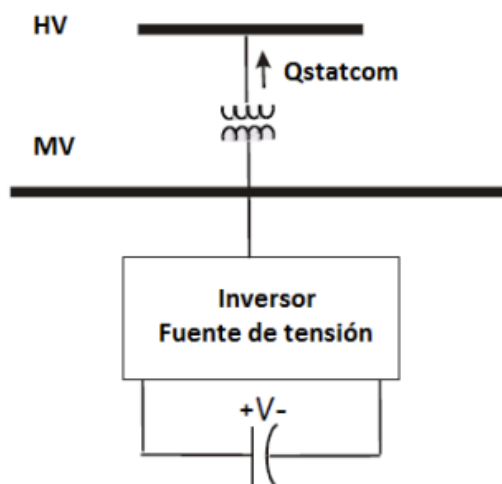 HV
Qstatcom
MV
Inversor
Fuente de tensión
+V-